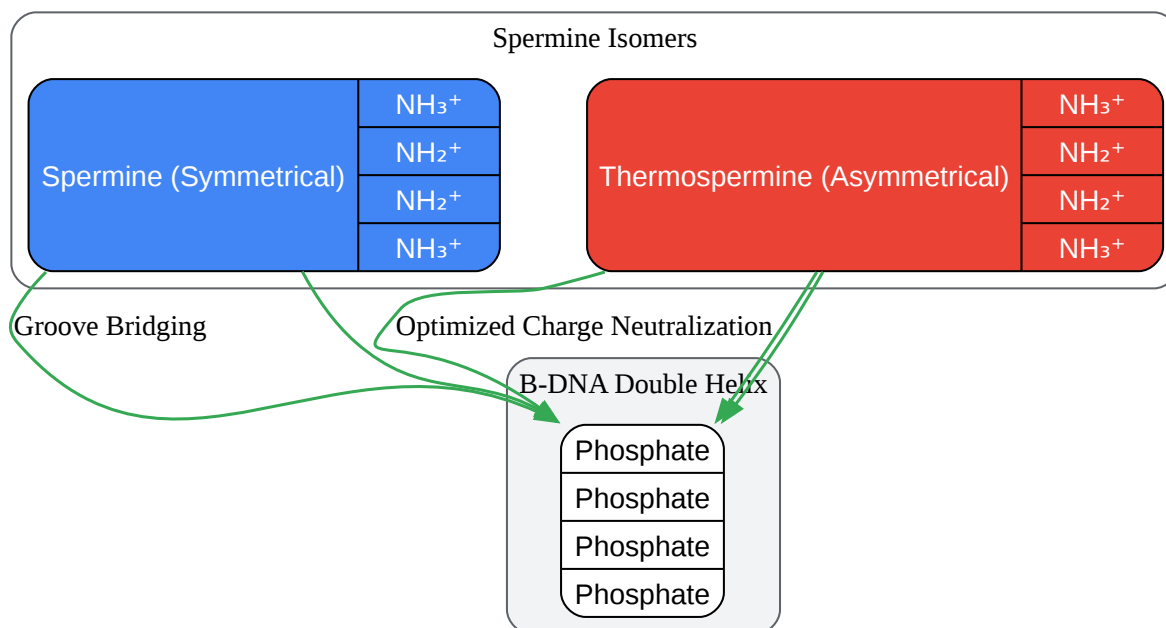 Spermine Isomers
Spermine (Symmetrical)
NH₃⁺
NH₂⁺
NH₂⁺
NH₃⁺
Thermospermine (Asymmetrical)
NH₃⁺
NH₂⁺
NH₂⁺
NH₃⁺
Groove Bridging
Optimized Charge Neutralization
B-DNA Double Helix
Phosphate
Phosphate
Phosphate
Phosphate